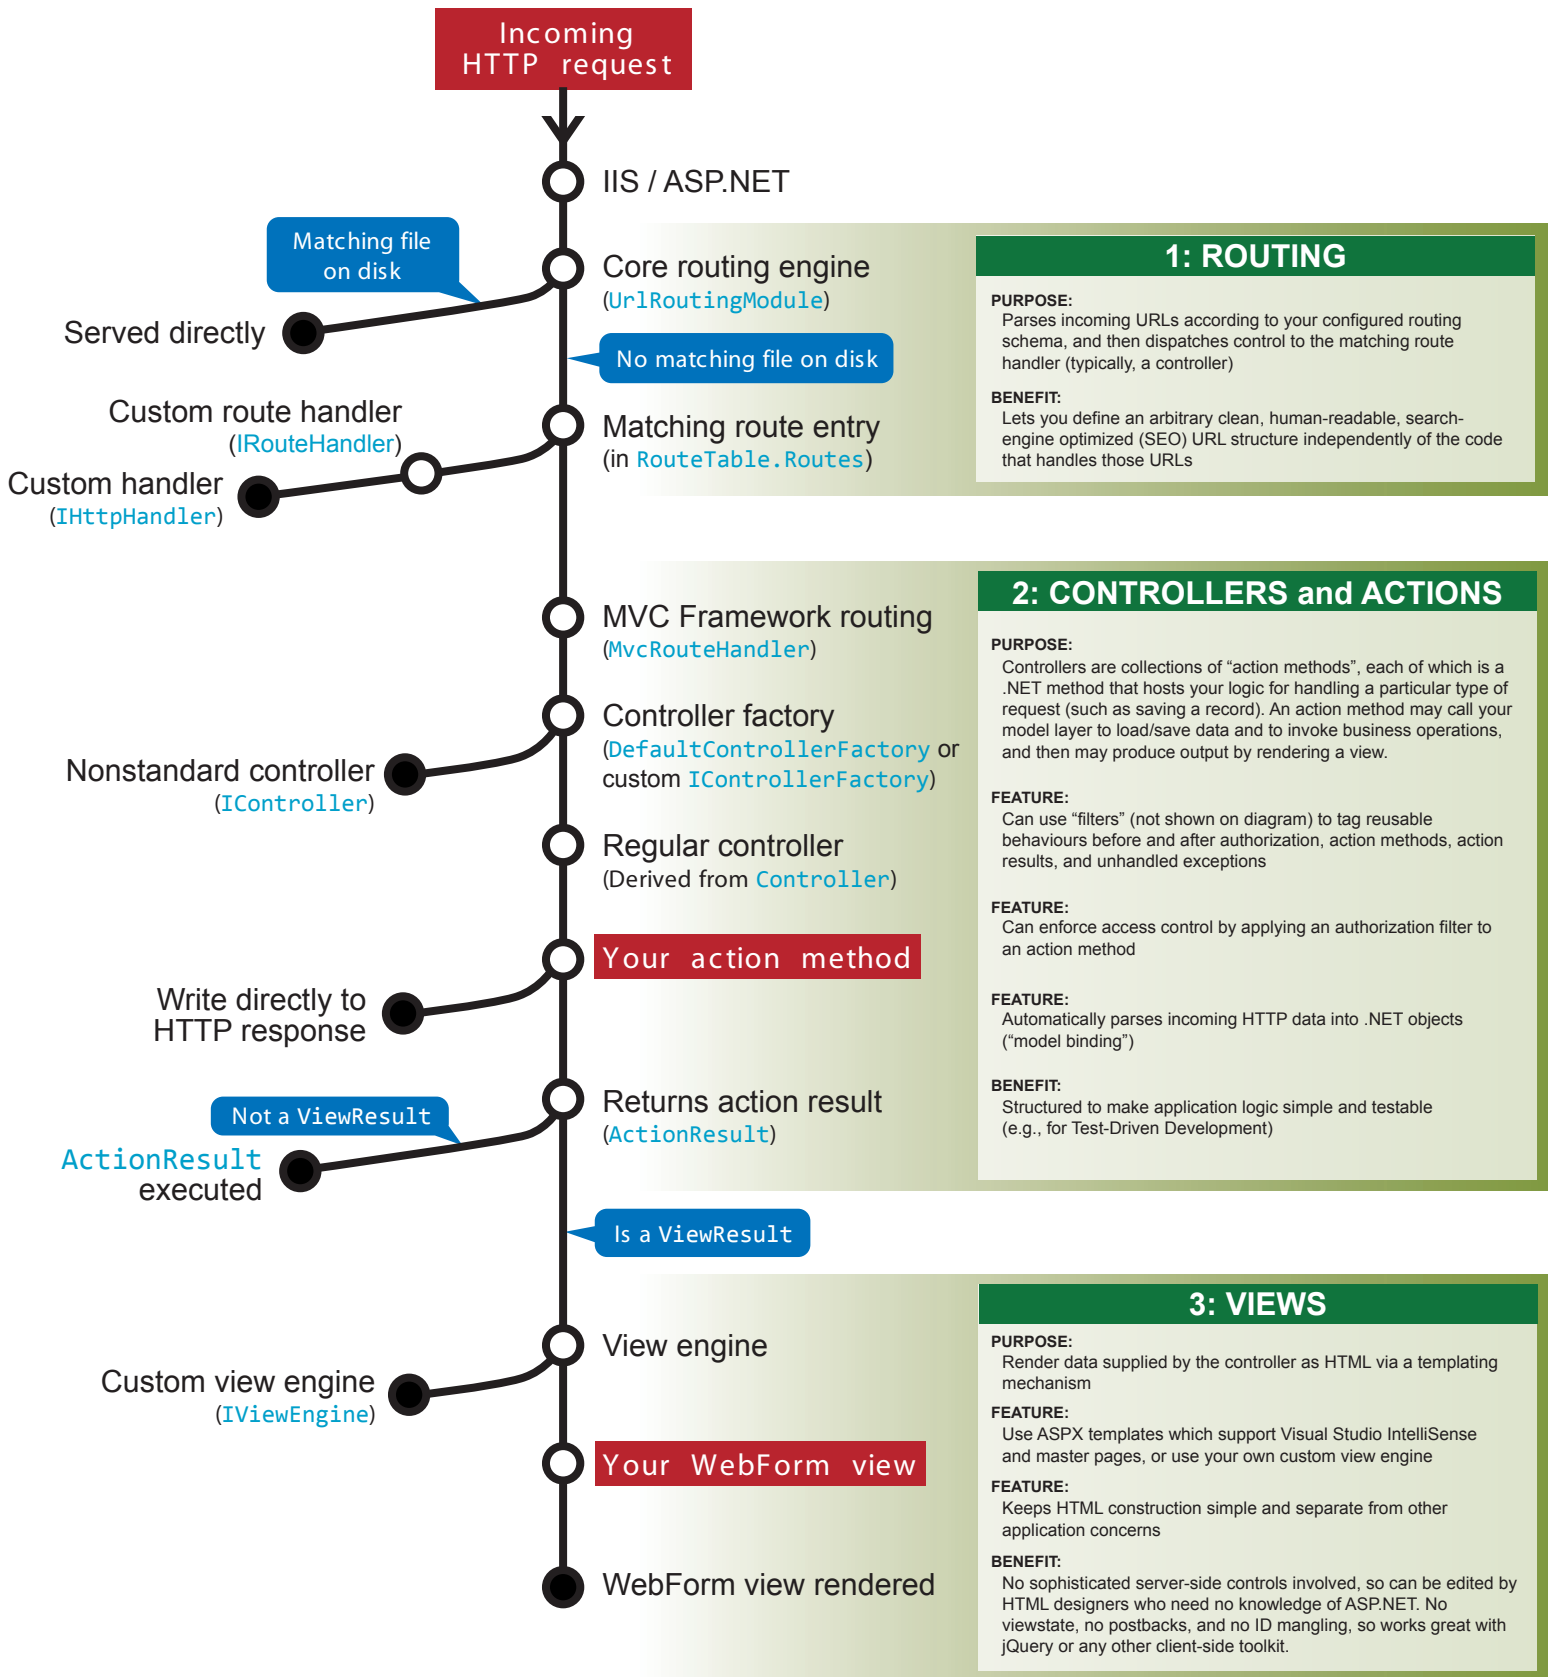 Incoming
HTTP request
IIS / ASP.NET
Matching file
on disk
Core routing engine
(UrlRoutingModule)
Served directly
No matching file on disk
Custom route handler
(IRouteHandler)
Matching route entry
(in RouteTable.Routes)
Custom handler
(IHttpHandler)
1: ROUTING
PURPOSE:
Parses incoming URLs according to your configured routing
schema, and then dispatches control to the matching route
handler (typically, a controller)
BENEFIT:
Lets you define an arbitrary clean, human-readable, search-
engine optimized (SEO) URL structure independently of the code
that handles those URLs
MVC Framework routing
(MvcRouteHandler)
Controller factory
(DefaultControllerFactory or
custom IControllerFactory)
Nonstandard controller
(IController)
Regular controller
(Derived from Controller)
Your action method
Write directly to
HTTP response
Returns action result
(ActionResult)
Not a ViewResult
ActionResult
executed
Is a ViewResult
2: CONTROLLERS and ACTIONS
PURPOSE:
Controllers are collections of “action methods”, each of which is a
.NET method that hosts your logic for handling a particular type of
request (such as saving a record). An action method may call your
model layer to load/save data and to invoke business operations,
and then may produce output by rendering a view.
FEATURE:
Can use “filters” (not shown on diagram) to tag reusable
behaviours before and after authorization, action methods, action
results, and unhandled exceptions
FEATURE:
Can enforce access control by applying an authorization filter to
an action method
FEATURE:
Automatically parses incoming HTTP data into .NET objects
(“model binding”)
BENEFIT:
Structured to make application logic simple and testable
(e.g., for Test-Driven Development)
View engine
Custom view engine
(IViewEngine)
Your WebForm view
WebForm view rendered
3: VIEWS
PURPOSE:
Render data supplied by the controller as HTML via a templating
mechanism
FEATURE:
Use ASPX templates which support Visual Studio IntelliSense
and master pages, or use your own custom view engine
FEATURE:
Keeps HTML construction simple and separate from other
application concerns
BENEFIT:
No sophisticated server-side controls involved, so can be edited by
HTML designers who need no knowledge of ASP.NET. No
viewstate, no postbacks, and no ID mangling, so works great with
jQuery or any other client-side toolkit.